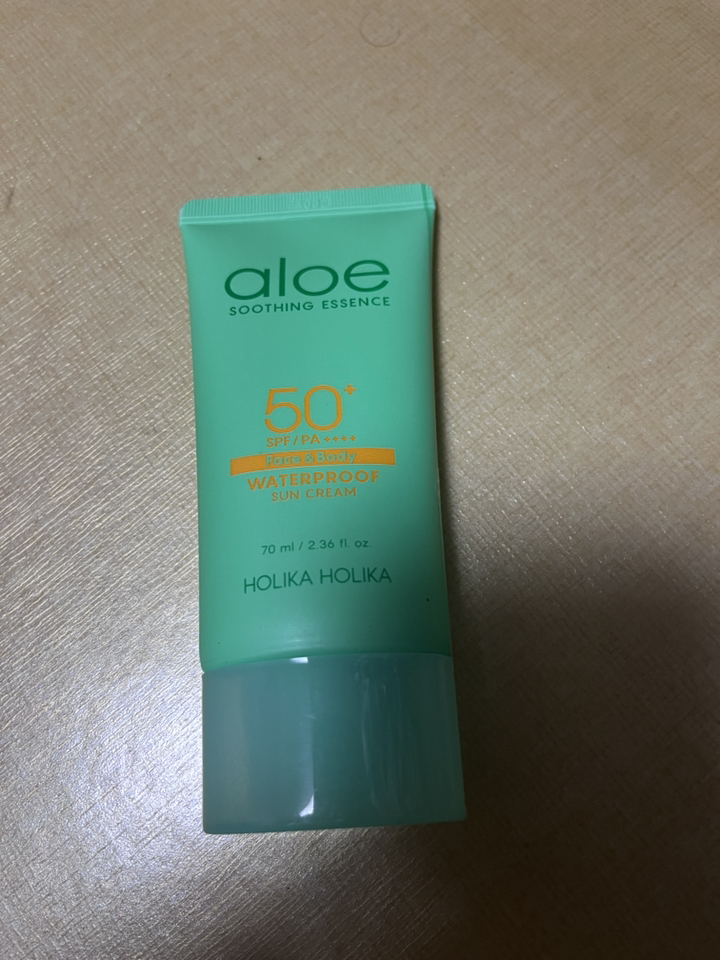 aloe
SOOTHING ESSENCE
50+
SPF/PA ++++
Face & Body
WATERPROOF
SUN CREAM
70 ml / 2.36 fl. oz.
HOLIKA HOLIKA